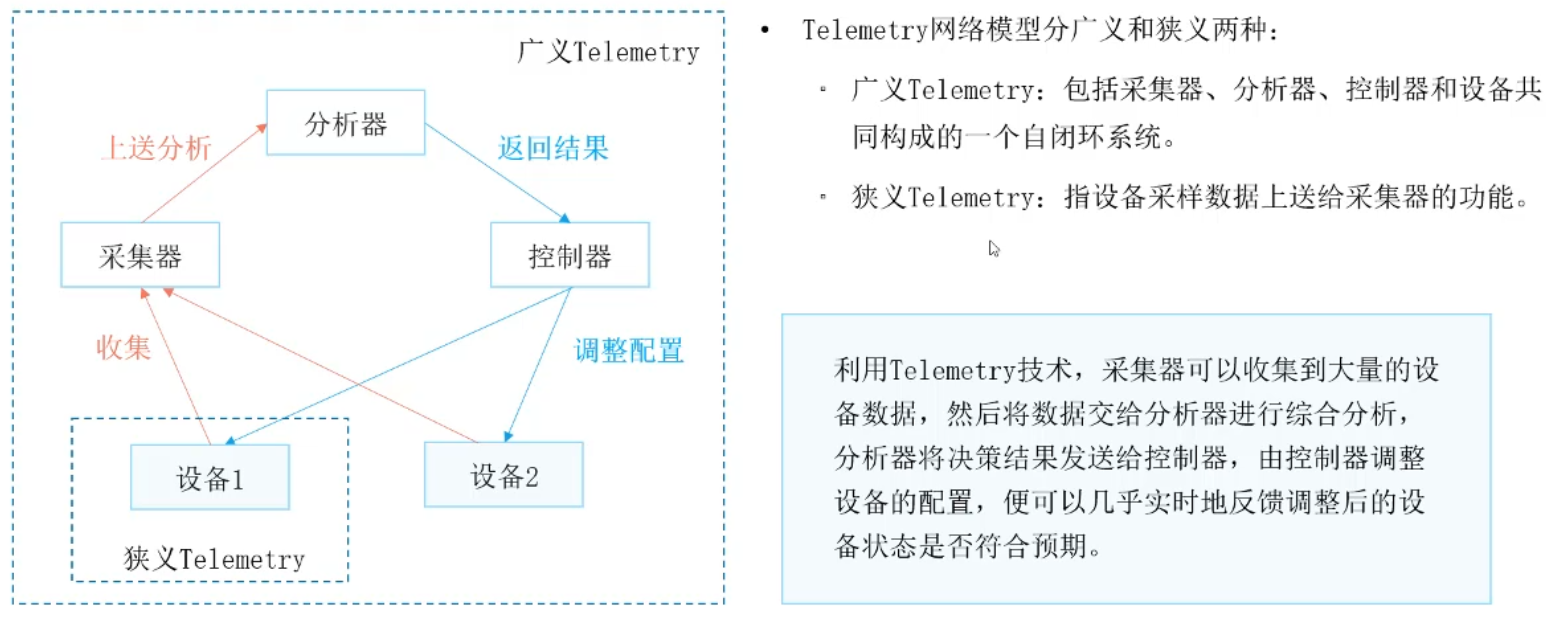 广义Telemetry
分析器
上送分析
返回结果
采集器
控制器
收集
调整配置
设备1
设备2
狭义Telemetry
• Telemetry网络模型分广义和狭义两种：
▫ 广义Telemetry：包括采集器、分析器、控制器和设备共
同构成的一个自闭环系统。
▫ 狭义Telemetry：指设备采样数据上送给采集器的功能。
利用Telemetry技术，采集器可以收集到大量的设
备数据，然后将数据交给分析器进行综合分析，
分析器将决策结果发送给控制器，由控制器调整
设备的配置，便可以几乎实时地反馈调整后的设
备状态是否符合预期。